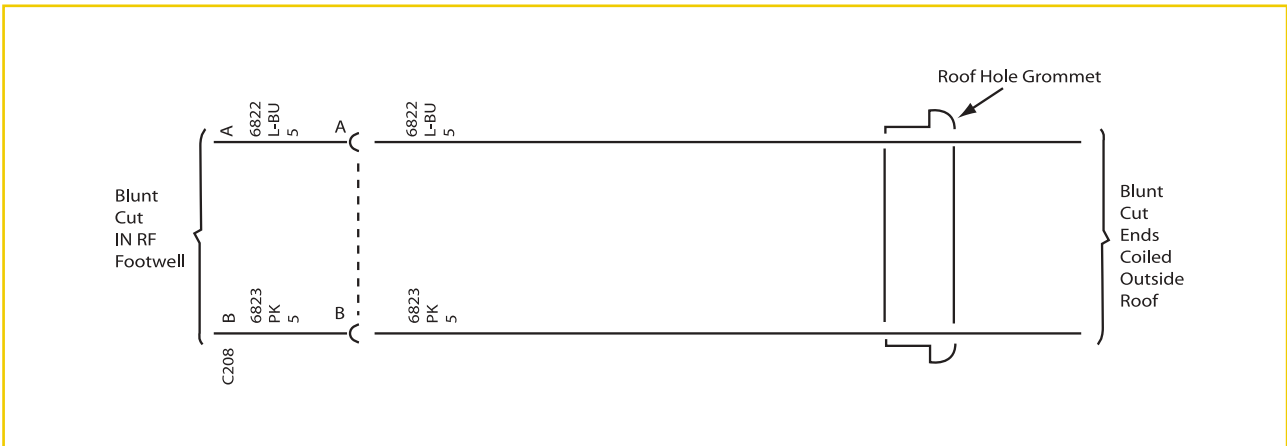 Roof Hole Grommet
A
6822
L-BU
5
A
6822
L-BU
5
Blunt
Cut
IN RF
Footwell
Blunt
Cut
Ends
Coiled
Outside
Roof
B
6823
PK
5
B
6823
PK
5
C208